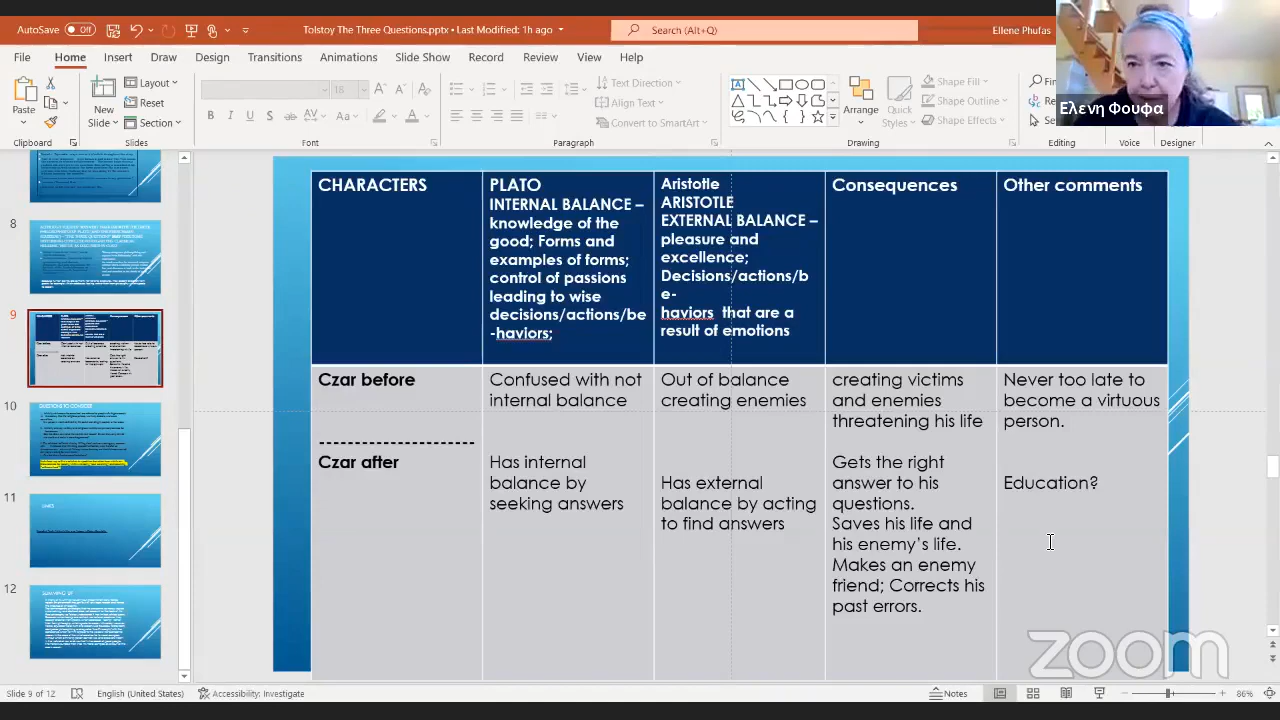 AutoSave Off Tolstoy The Three Questions.pptx • Last Modified: 1h ago Search (Alt+Q) Ellene Phufas
File Home Insert Draw Design Transitions Animations Slide Show Record Review View Help
Paste
New
Slide
Layout
Reset
Section
18
Text Direction
Align Text
Convert to SmartArt
Arrange
Quick
Styles
Shape Fill
Shape Outline
Shape Effects
Clipboard Slides Font Paragraph Drawing Editing Voice Designer
Ελενη Φουφα
8
9
10
11
12
CHARACTERS
PLATO
INTERNAL BALANCE –
knowledge of the
good; Forms and
examples of forms;
control of passions
leading to wise
decisions/actions/be
-haviors;
Aristotle
ARISTOTLE
EXTERNAL BALANCE –
pleasure and
excellence;
Decisions/actions/b
e-
haviors that are a
result of emotions
Consequences
Other comments
Czar before
Confused with not
internal balance
Out of balance
creating enemies
creating victims
and enemies
threatening his life
Never too late to
become a virtuous
person.
----------------------
Czar after
Has internal
balance by
seeking answers
Has external
balance by acting
to find answers
Gets the right
answer to his
questions.
Saves his life and
his enemy’s life.
Makes an enemy
friend; Corrects his
past errors.
Education?
zoom
Slide 9 of 12 English (United States) Accessibility: Investigate Notes 86%